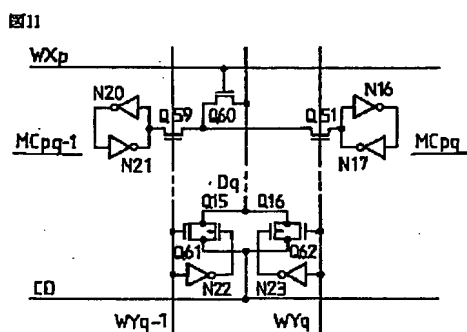 図11
WXp
N20
Q59
Q60
Q51
N16
MCpq-1
N21
N17
MCpq
Dq
Q15
Q16
Q61
Q62
N22
N23
CD
WYq-1
WYq